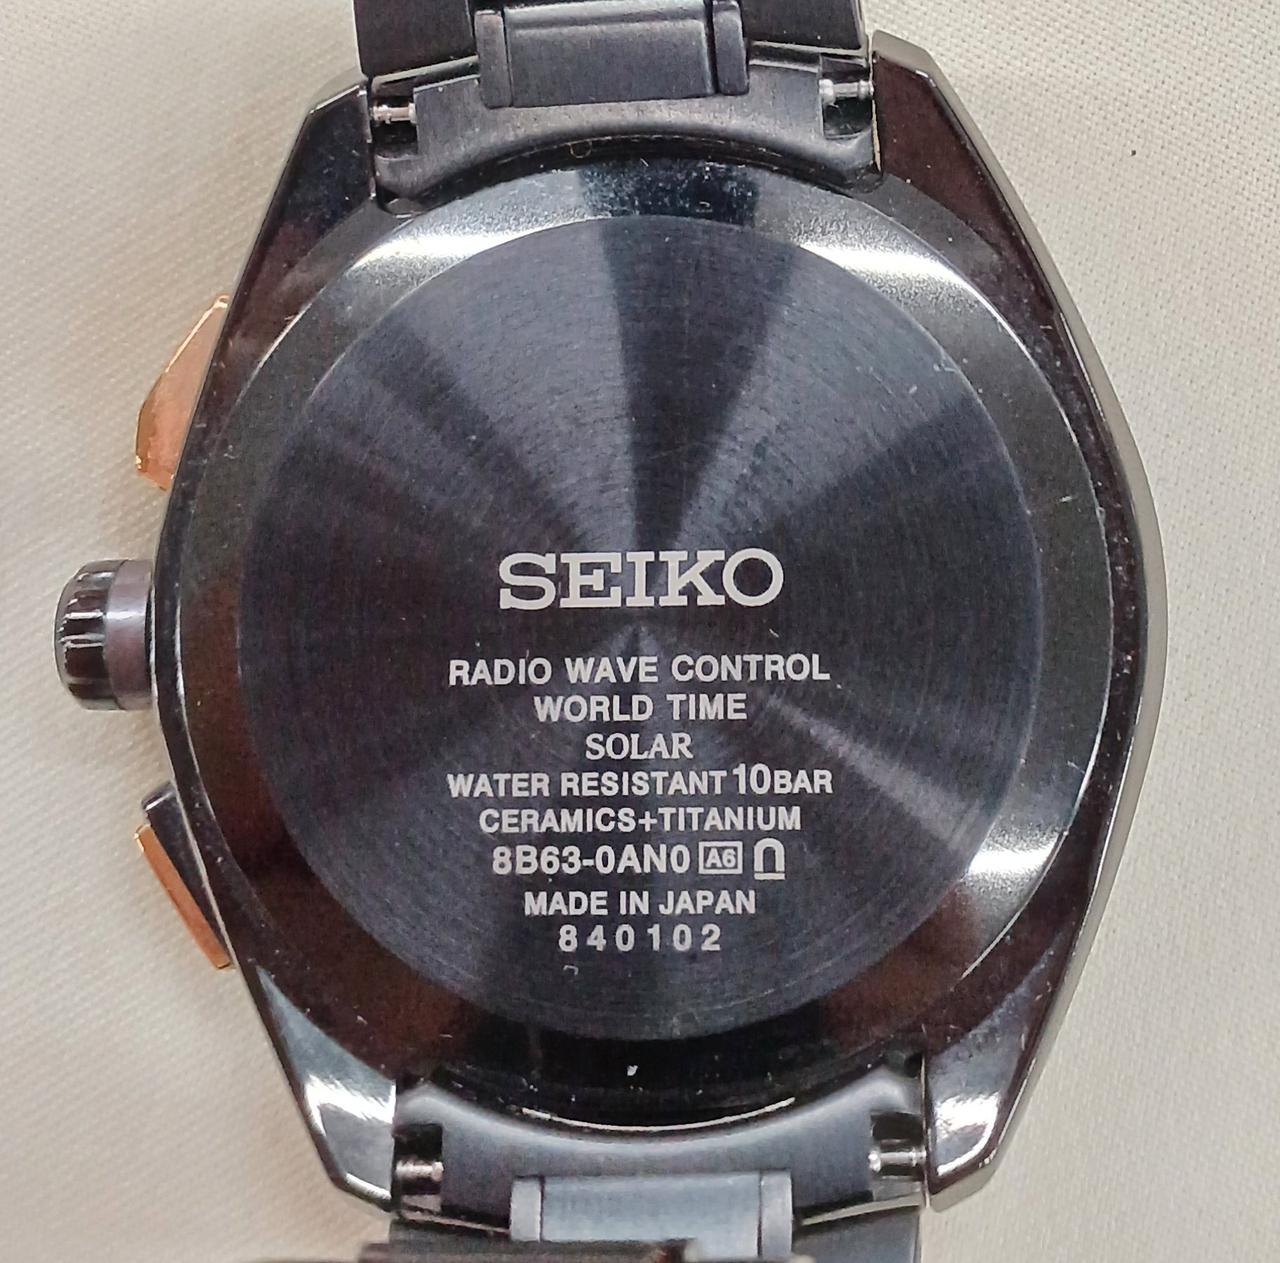 SEIKO
RADIO WAVE CONTROL
WORLD TIME
SOLAR
WATER RESISTANT 10BAR
CERAMICS+TITANIUM
8B63-0AN0 A6
MADE IN JAPAN
840102